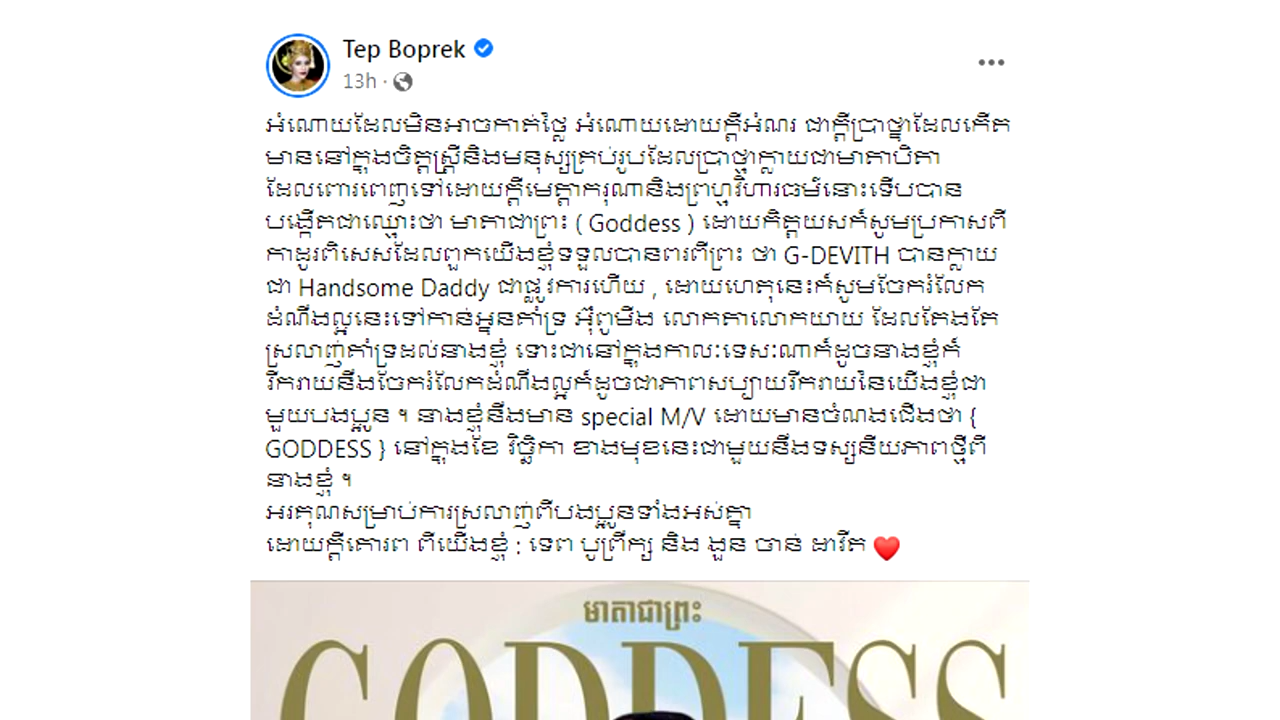 Tep Boprek
13h ·
អំណោយដែលមិនអាចកាត់ថ្លៃ អំណោយដោយក្ដីអំណរ ជាក្ដីប្រាថ្នាដែលកើត
មាននៅក្នុងចិត្តស្ត្រីនិងមនុស្សគ្រប់រូបដែលប្រាថ្នាក្លាយជាមាតាបិតា
ដែលពោរពេញទៅដោយក្ដីមេត្តាករុណានិងព្រហ្មវិហារធម៌នោះទើបបាន
បង្កើតជាឈ្មោះថា មាតាជាព្រះ ( Goddess ) ដោយកិត្តយសកំសូមប្រកាសពី
កាដូរពិសេសដែលពួកយើងខ្ញុំទទួលបានពរពីព្រះ ថា G-DEVITH បានក្លាយ
ជា Handsome Daddy ជាផ្លូវការហើយ , ដោយហេតុនេះក៏សូមចែករំលែក
ដំណឹងល្អនេះទៅកាន់អ្ននគាំទ្រ អ៊ុំពូមីង លោកតាលោកយាយ ដែលតែងតែ
ស្រលាញ់គាំទ្រដល់នាងខ្ញុំ ទោះជានៅក្នុងកាលៈទេសៈណាក៏ដូចនាងខ្ញុំក៏
រីករាយនឹងចែករំលែកដំណឹងល្អក៏ដូចជាភាពសប្បាយរីករាយនៃយើងខ្ញុំជា
មួយបងប្អូន ។ នាងខ្ញុំនឹងមាន special M/V ដោយមានចំណងជើងថា {
GODDESS } នៅក្នុងខែ វិច្ឆិកា ខាងមុខនេះជាមួយនឹងទស្សនីយភាពថ្មីពី
នាងខ្ញុំ ។
អរគុណសម្រាប់ការស្រលាញ់ពីបងប្អូនទាំងអស់គ្នា
ដោយក្ដីគោរព ពីយើងខ្ញុំ : ទេព បូព្រឹក្ស និង ងួន ចាន់ ដាវីត ❤️
មាតាជាព្រះ
GODDESS